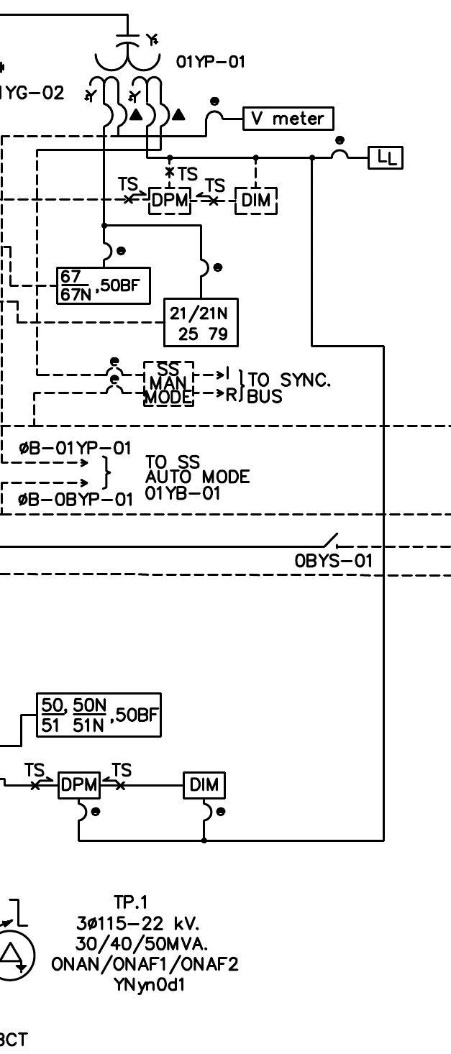 Y
01YP-01
1YG-02
Y
Y
V meter
LL
TS
TS
DPM
TS
DIM
67
67N ,50BF
21/21N
25 79
SS
MAN
MODE
I
R
TO SYNC.
BUS
øB-01YP-01
øB-0BYP-01
TO SS
AUTO MODE
01YB-01
0BYS-01
50, 50N
51 51N ,50BF
TS
DPM
TS
DIM
TP.1
3ø115-22 kV.
30/40/50MVA.
ONAN/ONAF1/ONAF2
YNyn0d1
BCT